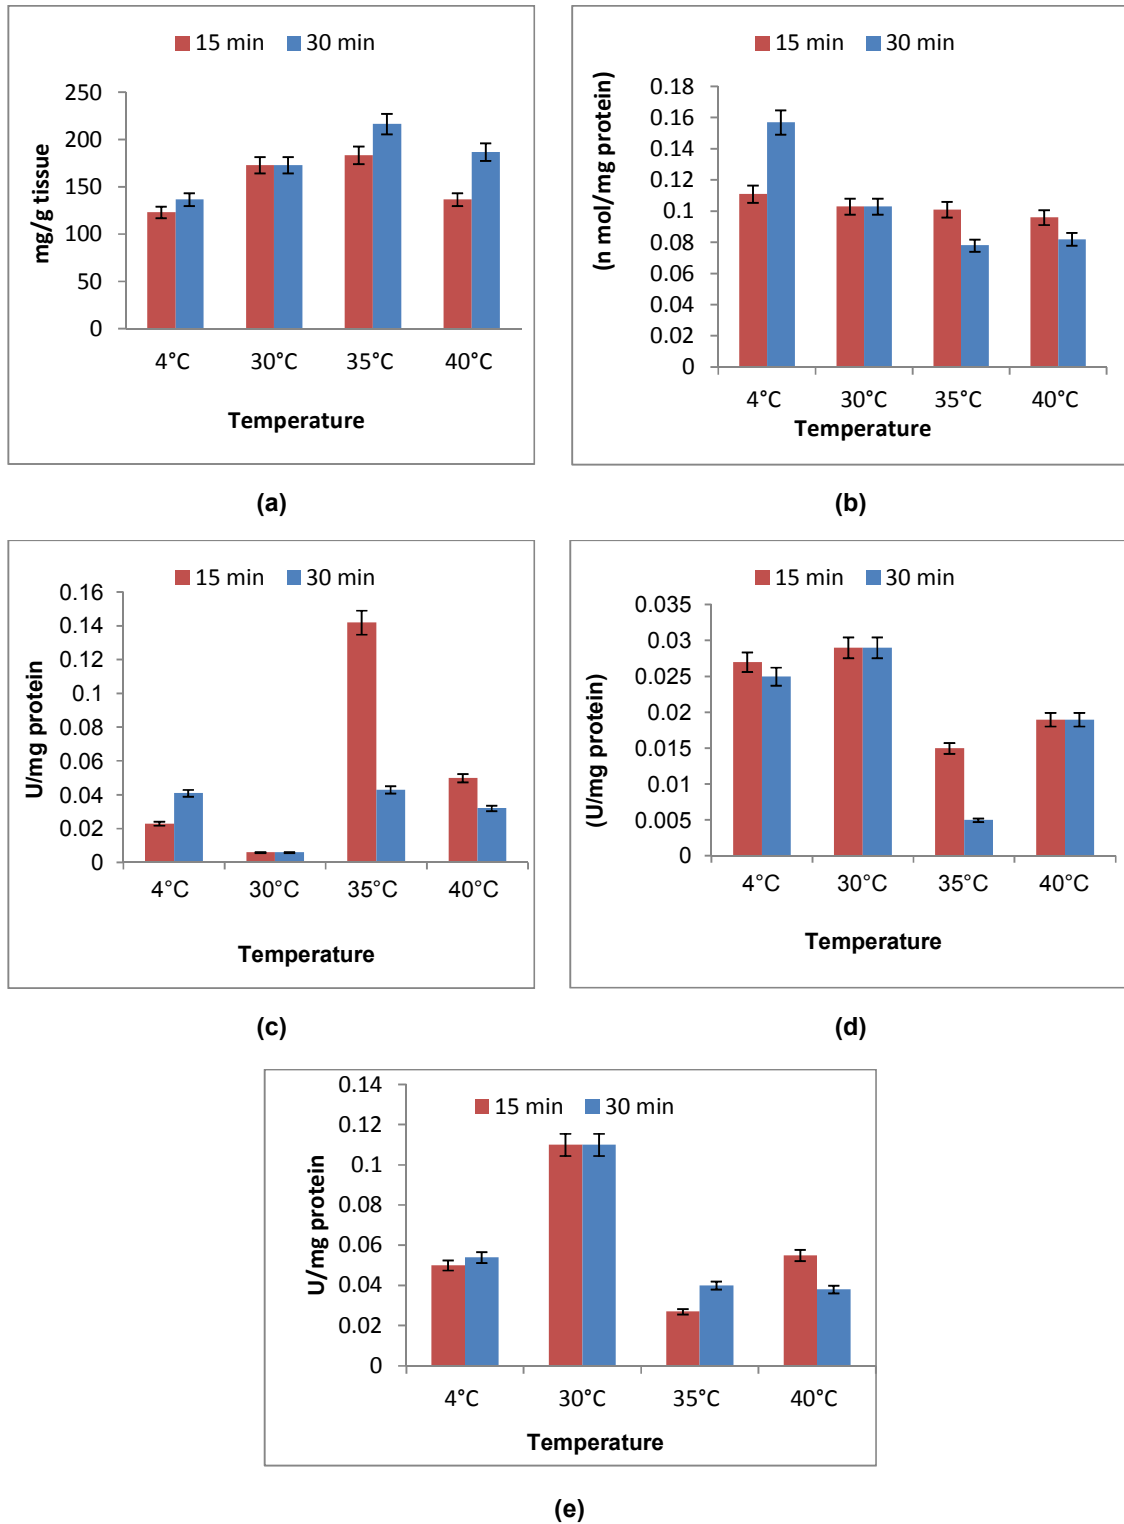 15 min 30 min
mg/g tissue
250
200
150
100
50
0
4°C 30°C 35°C 40°C
Temperature
(a)
15 min 30 min
(n mol/mg protein)
0.18
0.16
0.14
0.12
0.1
0.08
0.06
0.04
0.02
0
4°C 30°C 35°C 40°C
Temperature
(b)
15 min 30 min
U/mg protein
0.16
0.14
0.12
0.1
0.08
0.06
0.04
0.02
0
4°C 30°C 35°C 40°C
Temperature
(c)
15 min 30 min
(U/mg protein)
0.035
0.03
0.025
0.02
0.015
0.01
0.005
0
4°C 30°C 35°C 40°C
Temperature
(d)
15 min 30 min
U/mg protein
0.14
0.12
0.1
0.08
0.06
0.04
0.02
0
4°C 30°C 35°C 40°C
Temperature
(e)